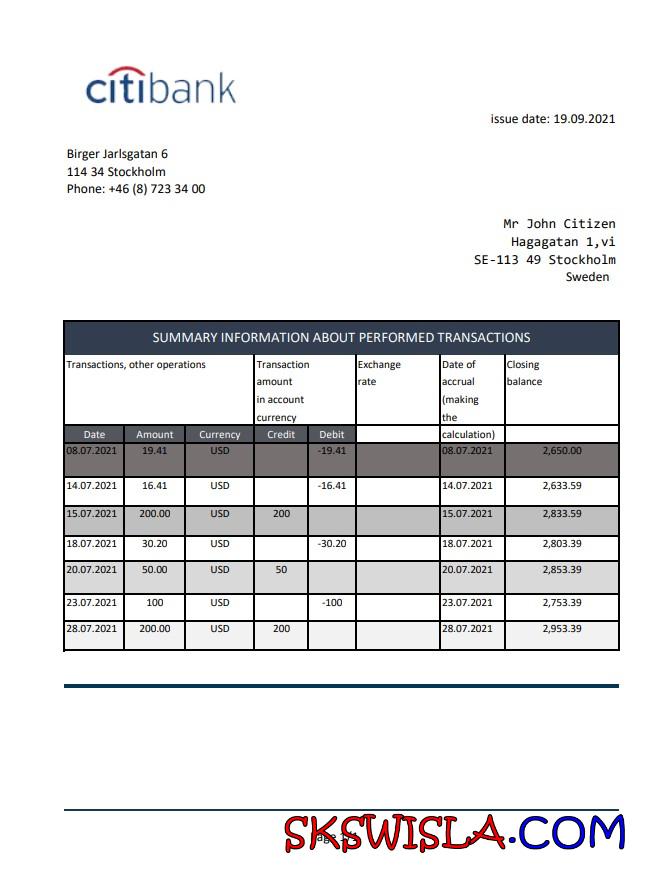 citibank
issue date: 19.09.2021
Birger Jarlsgatan 6
114 34 Stockholm
Phone: +46 (8) 723 34 00
Mr John Citizen
Hagagatan 1,vi
SE-113 49 Stockholm
Sweden
SUMMARY INFORMATION ABOUT PERFORMED TRANSACTIONS
Transactions, other operations Transaction Exchange Date of Closing
amount rate accrual balance
in account (making
currency the
Date Amount Currency Credit Debit calculation)
08.07.2021 19.41 USD -19.41 08.07.2021 2,650.00
14.07.2021 16.41 USD -16.41 14.07.2021 2,633.59
15.07.2021 200.00 USD 200 15.07.2021 2,833.59
18.07.2021 30.20 USD -30.20 18.07.2021 2,803.39
20.07.2021 50.00 USD 50 20.07.2021 2,853.39
23.07.2021 100 USD -100 23.07.2021 2,753.39
28.07.2021 200.00 USD 200 28.07.2021 2,953.39
SKSWISLA.COM